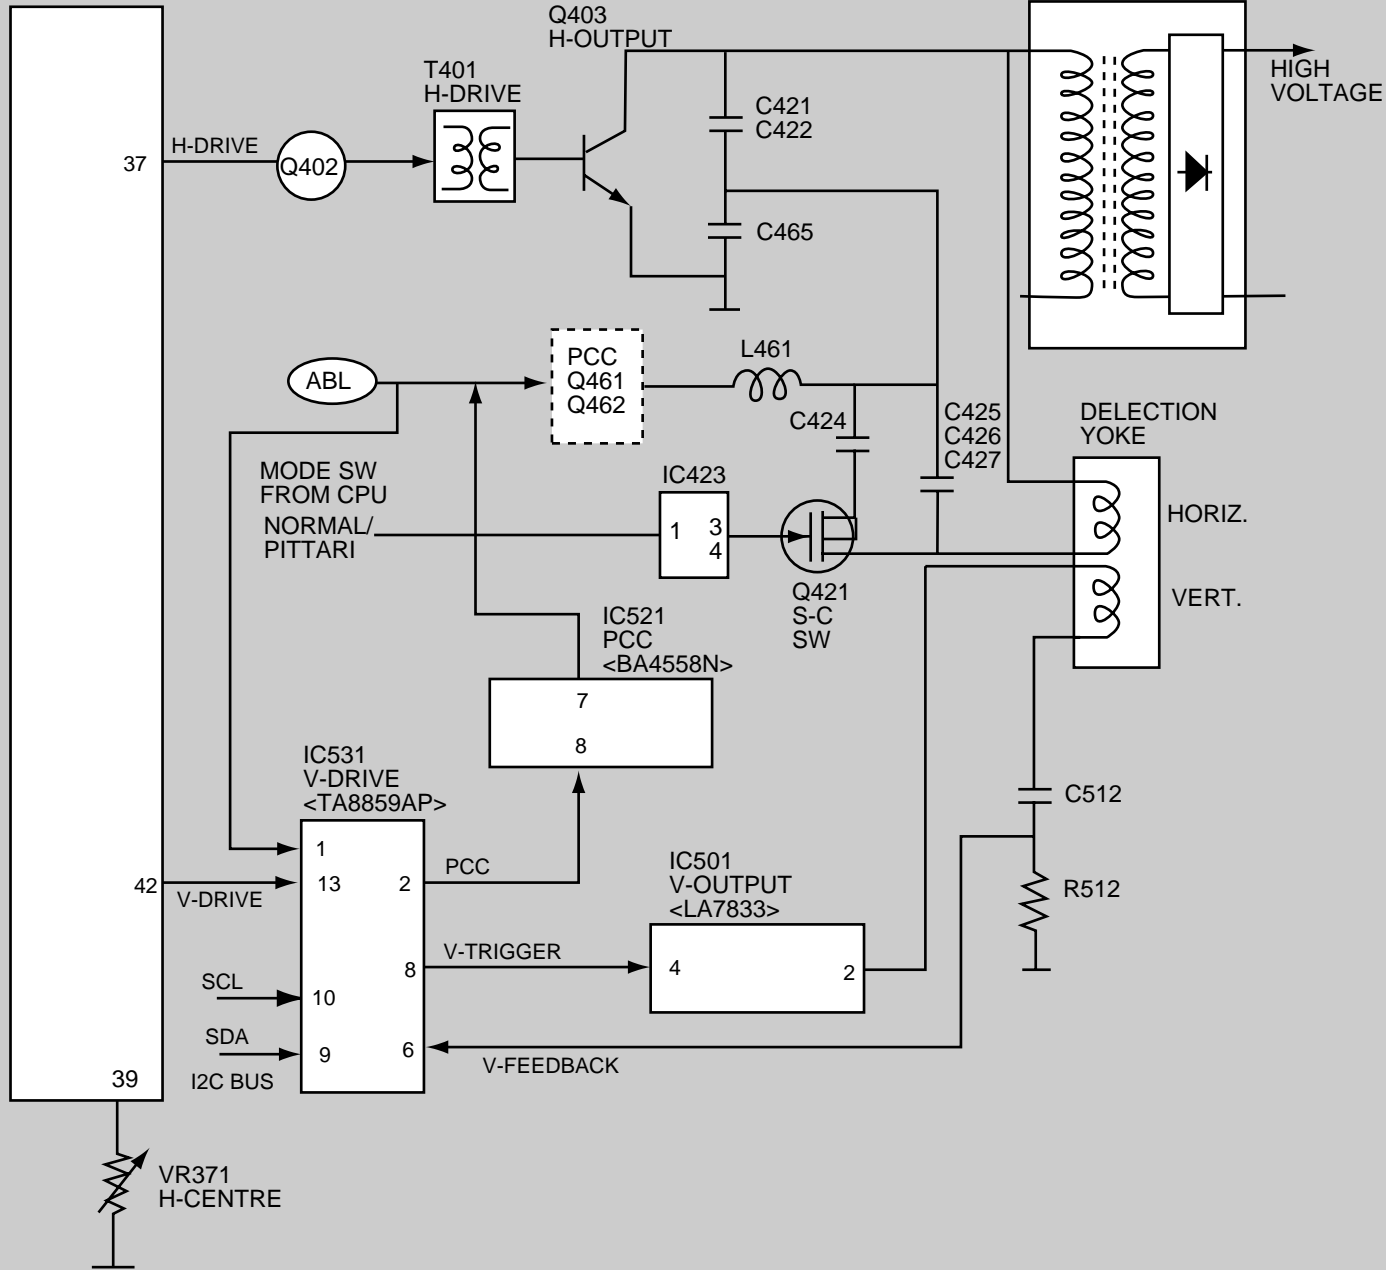 Q403
H-OUTPUT
T401
H-DRIVE
HIGH
VOLTAGE
C421
C422
37
H-DRIVE
Q402
C465
ABL
PCC
Q461
Q462
L461
C424
C425
C426
C427
DELECTION
YOKE
MODE SW
FROM CPU
NORMAL/
PITTARI
IC423
1
3
4
HORIZ.
VERT.
Q421
S-C
SW
IC521
PCC
<BA4558N>
7
8
IC531
V-DRIVE
<TA8859AP>
C512
1
13
2
PCC
42
V-DRIVE
IC501
V-OUTPUT
<LA7833>
R512
8
V-TRIGGER
4
2
SCL
10
SDA
9
6
I2C BUS
V-FEEDBACK
39
VR371
H-CENTRE